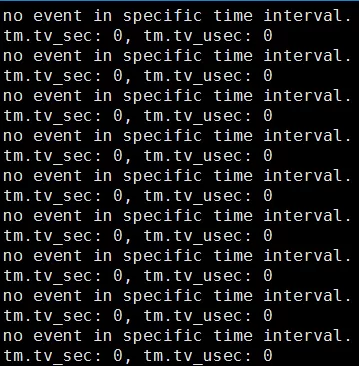 no event in specific time interval.
tm.tv_sec: 0, tm.tv_usec: 0
no event in specific time interval.
tm.tv_sec: 0, tm.tv_usec: 0
no event in specific time interval.
tm.tv_sec: 0, tm.tv_usec: 0
no event in specific time interval.
tm.tv_sec: 0, tm.tv_usec: 0
no event in specific time interval.
tm.tv_sec: 0, tm.tv_usec: 0
no event in specific time interval.
tm.tv_sec: 0, tm.tv_usec: 0
no event in specific time interval.
tm.tv_sec: 0, tm.tv_usec: 0
no event in specific time interval.
tm.tv_sec: 0, tm.tv_usec: 0
no event in specific time interval.
tm.tv_sec: 0, tm.tv_usec: 0